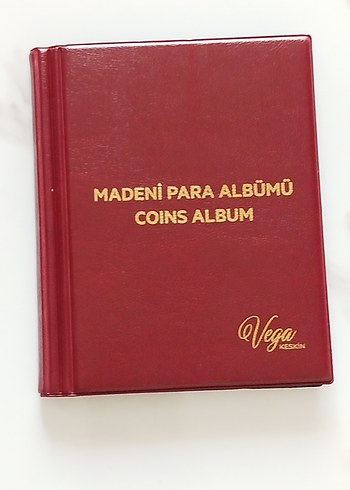 MADENİ PARA ALBÜMÜ
COINS ALBUM
Vega
KESKİN